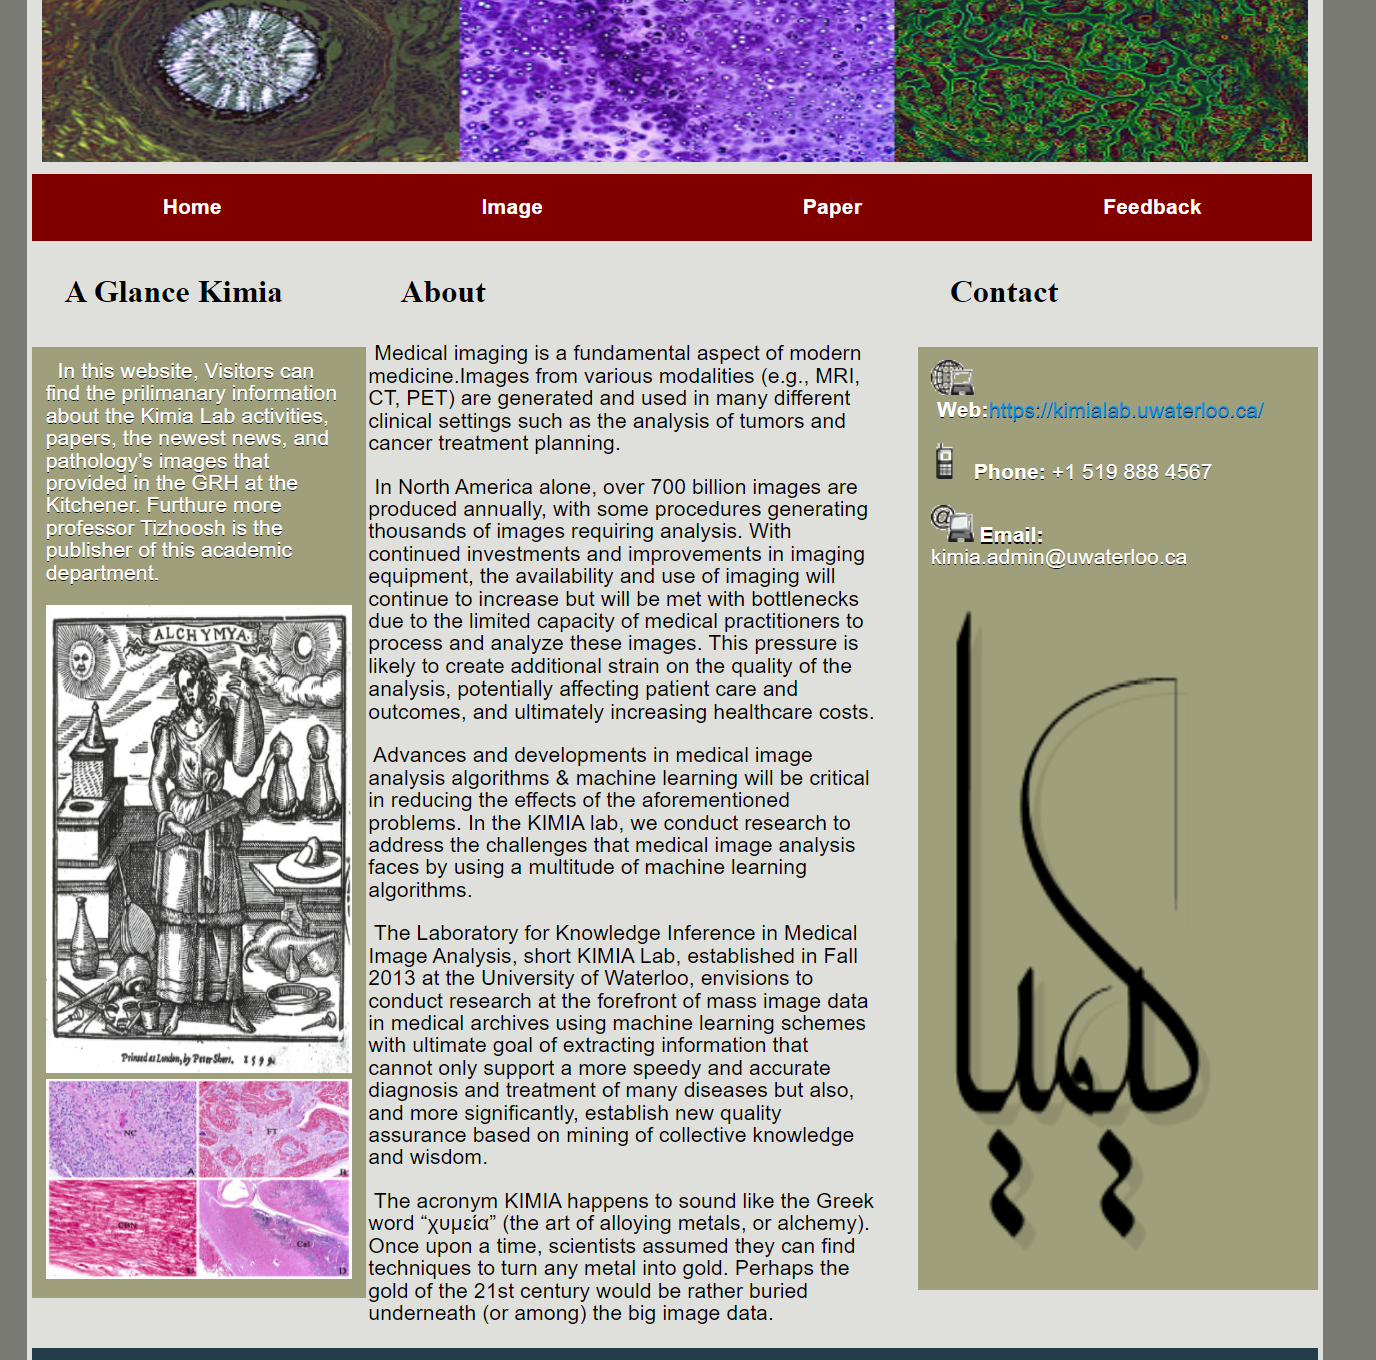 Home Image Paper Feedback
A Glance Kimia
In this website, Visitors can
find the prilimanary information
about the Kimia Lab activities,
papers, the newest news, and
pathology's images that
provided in the GRH at the
Kitchener. Furthure more
professor Tizhoosh is the
publisher of this academic
department.
ALCHYMYA.
Printed at London, by Peter Shors. 1599.
NC
A
FT
B
CBN
C
Cal
D
About
Medical imaging is a fundamental aspect of modern
medicine.Images from various modalities (e.g., MRI,
CT, PET) are generated and used in many different
clinical settings such as the analysis of tumors and
cancer treatment planning.
In North America alone, over 700 billion images are
produced annually, with some procedures generating
thousands of images requiring analysis. With
continued investments and improvements in imaging
equipment, the availability and use of imaging will
continue to increase but will be met with bottlenecks
due to the limited capacity of medical practitioners to
process and analyze these images. This pressure is
likely to create additional strain on the quality of the
analysis, potentially affecting patient care and
outcomes, and ultimately increasing healthcare costs.
Advances and developments in medical image
analysis algorithms & machine learning will be critical
in reducing the effects of the aforementioned
problems. In the KIMIA lab, we conduct research to
address the challenges that medical image analysis
faces by using a multitude of machine learning
algorithms.
The Laboratory for Knowledge Inference in Medical
Image Analysis, short KIMIA Lab, established in Fall
2013 at the University of Waterloo, envisions to
conduct research at the forefront of mass image data
in medical archives using machine learning schemes
with ultimate goal of extracting information that
cannot only support a more speedy and accurate
diagnosis and treatment of many diseases but also,
and more significantly, establish new quality
assurance based on mining of collective knowledge
and wisdom.
The acronym KIMIA happens to sound like the Greek
word “χυμεία” (the art of alloying metals, or alchemy).
Once upon a time, scientists assumed they can find
techniques to turn any metal into gold. Perhaps the
gold of the 21st century would be rather buried
underneath (or among) the big image data.
Contact
Web:https://kimialab.uwaterloo.ca/
Phone: +1 519 888 4567
Email:
kimia.admin@uwaterloo.ca
کیمیا